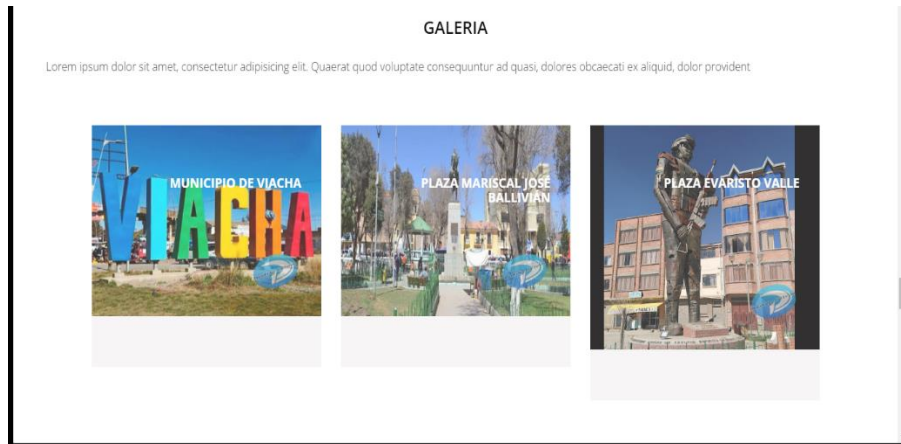 GALERIA
Lorem ipsum dolor sit amet, consectetur adipisicing elit. Quaerat quod voluptate consequuntur ad quasi, dolores obcaecati ex aliquid, dolor provident
MUNICIPIO DE VIACHA
VIACHA
PLAZA MARISCAL JOSÉ
BALLIVIÁN
PLAZA EVARISTO VALLE